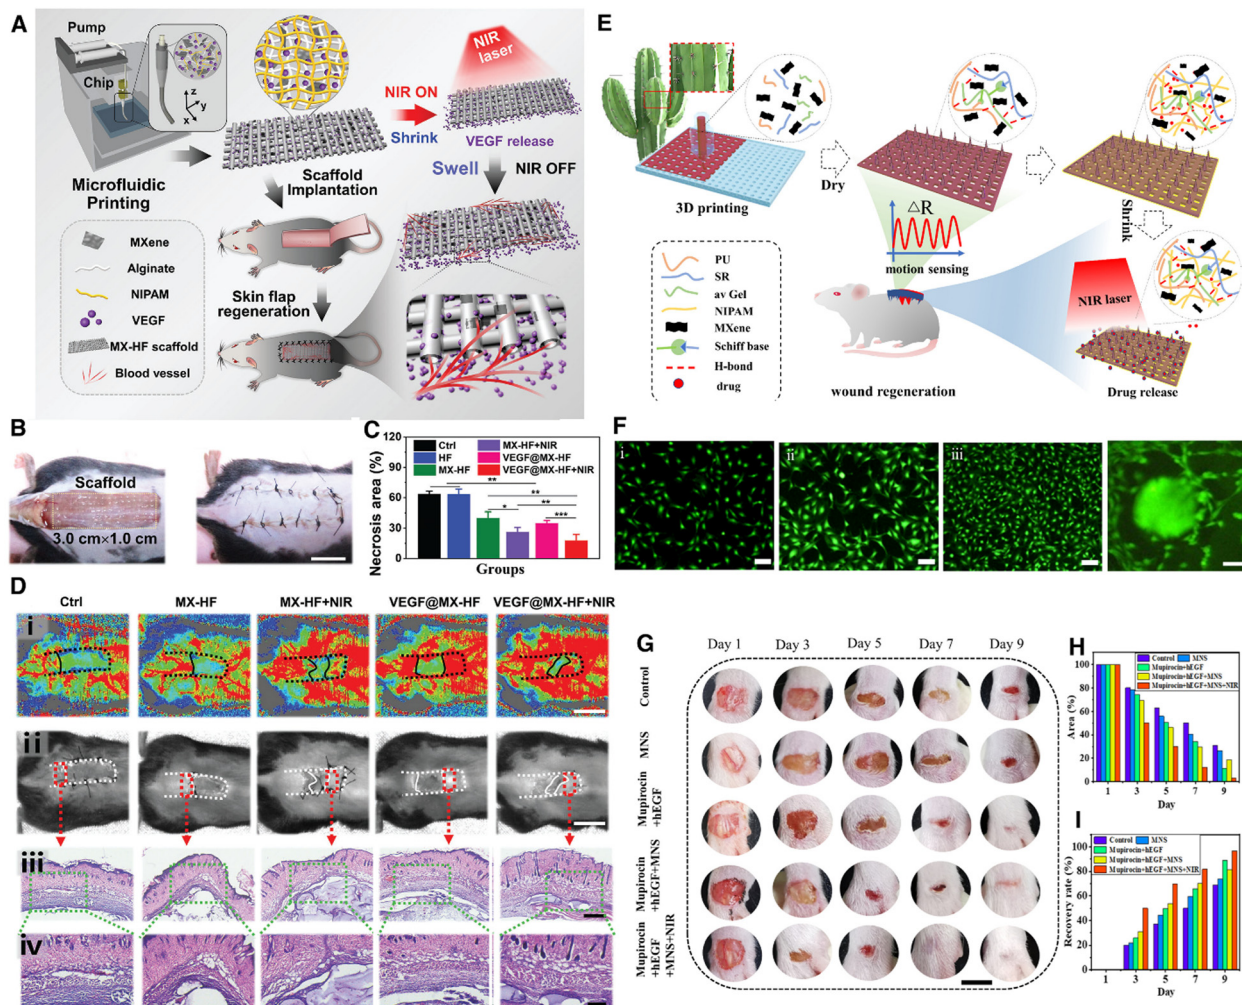 A
Pump
Chip
z
y
x
Microfluidic
Printing
MXene
Alginate
NIPAM
VEGF
MX-HF scaffold
Blood vessel
NIR ON
Shrink
NIR
laser
VEGF release
Swell
NIR OFF
Scaffold
Implantation
Skin flap
regeneration
B
Scaffold
3.0 cm×1.0 cm
C
Necrosis area (%)
90
60
30
0
Ctrl
HF
MX-HF
MX-HF+NIR
VEGF@MX-HF
VEGF@MX-HF+NIR
**
**
**
*
***
Groups
D
Ctrl
MX-HF
MX-HF+NIR
VEGF@MX-HF
VEGF@MX-HF+NIR
i
ii
iii
iv
E
3D printing
Dry
Shrink
△R
motion sensing
PU
SR
av Gel
NIPAM
MXene
Schiff base
H-bond
drug
wound regeneration
NIR laser
Drug release
F
i
ii
iii
G
Day 1
Day 3
Day 5
Day 7
Day 9
Control
MNS
Mupirocin
+hEGF
Mupirocin
+hEGF+MNS
Mupirocin
+hEGF
+MNS+NIR
H
Area (%)
100
80
60
40
20
0
Control
MNS
Mupirocin+hEGF
Mupirocin+hEGF+MNS
Mupirocin+hEGF+MNS+NIR
1
3
5
7
9
Day
I
Recovery rate (%)
100
80
60
40
20
0
Control
MNS
Mupirocin+hEGF
Mupirocin+hEGF+MNS
Mupirocin+hEGF+MNS+NIR
1
3
5
7
9
Day